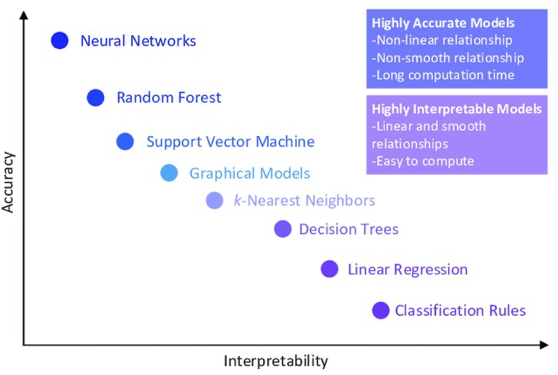 Neural Networks
Random Forest
Support Vector Machine
Graphical Models
k-Nearest Neighbors
Decision Trees
Linear Regression
Classification Rules
Highly Accurate Models
-Non-linear relationship
-Non-smooth relationship
-Long computation time
Highly Interpretable Models
-Linear and smooth
relationships
-Easy to compute
Accuracy
Interpretability